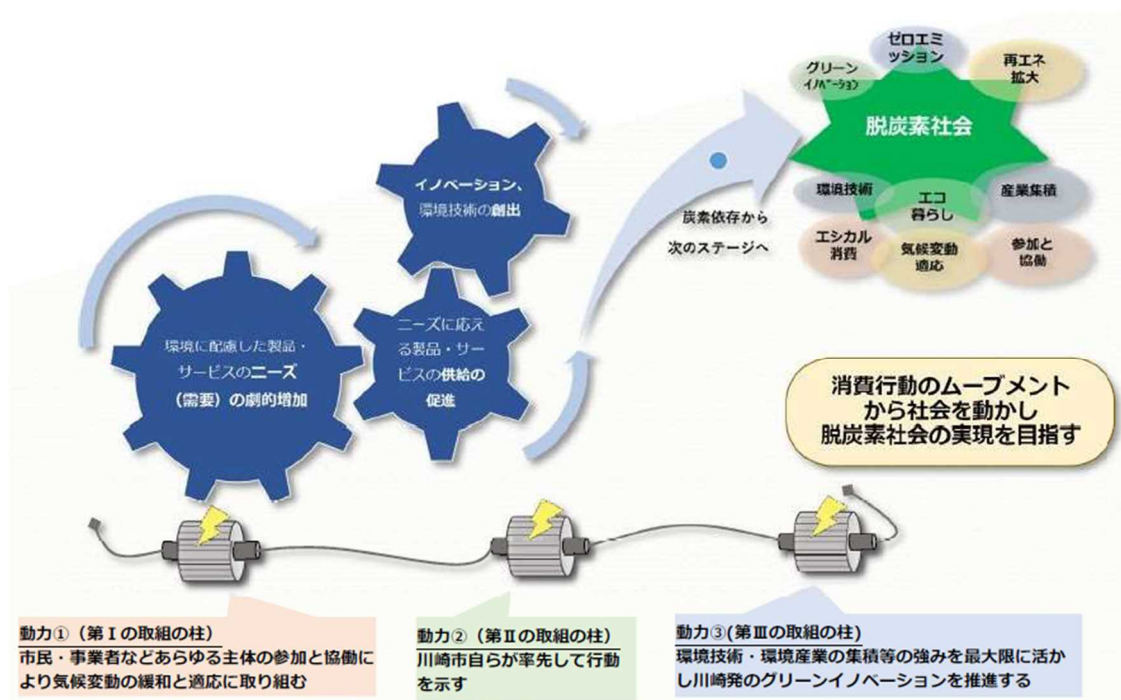 ゼロエミ
ッション
グリーン
イノベーション
再エネ
拡大
脱炭素社会
環境技術
エコ
暮らし
産業集積
エシカル
消費
気候変動
適応
参加と
協働
イノベーション、
環境技術の創出
炭素依存から
次のステージへ
環境に配慮した製品・
サービスのニーズ
(需要)の劇的増加
ニーズに応え
る製品・サー
ビスの供給の
促進
消費行動のムーブメント
から社会を動かし
脱炭素社会の実現を目指す
動力①(第Ⅰの取組の柱)
市民・事業者などあらゆる主体の参加と協働に
より気候変動の緩和と適応に取り組む
動力②(第Ⅱの取組の柱)
川崎市自らが率先して行動
を示す
動力③(第Ⅲの取組の柱)
環境技術・環境産業の集積等の強みを最大限に活か
し川崎発のグリーンイノベーションを推進する